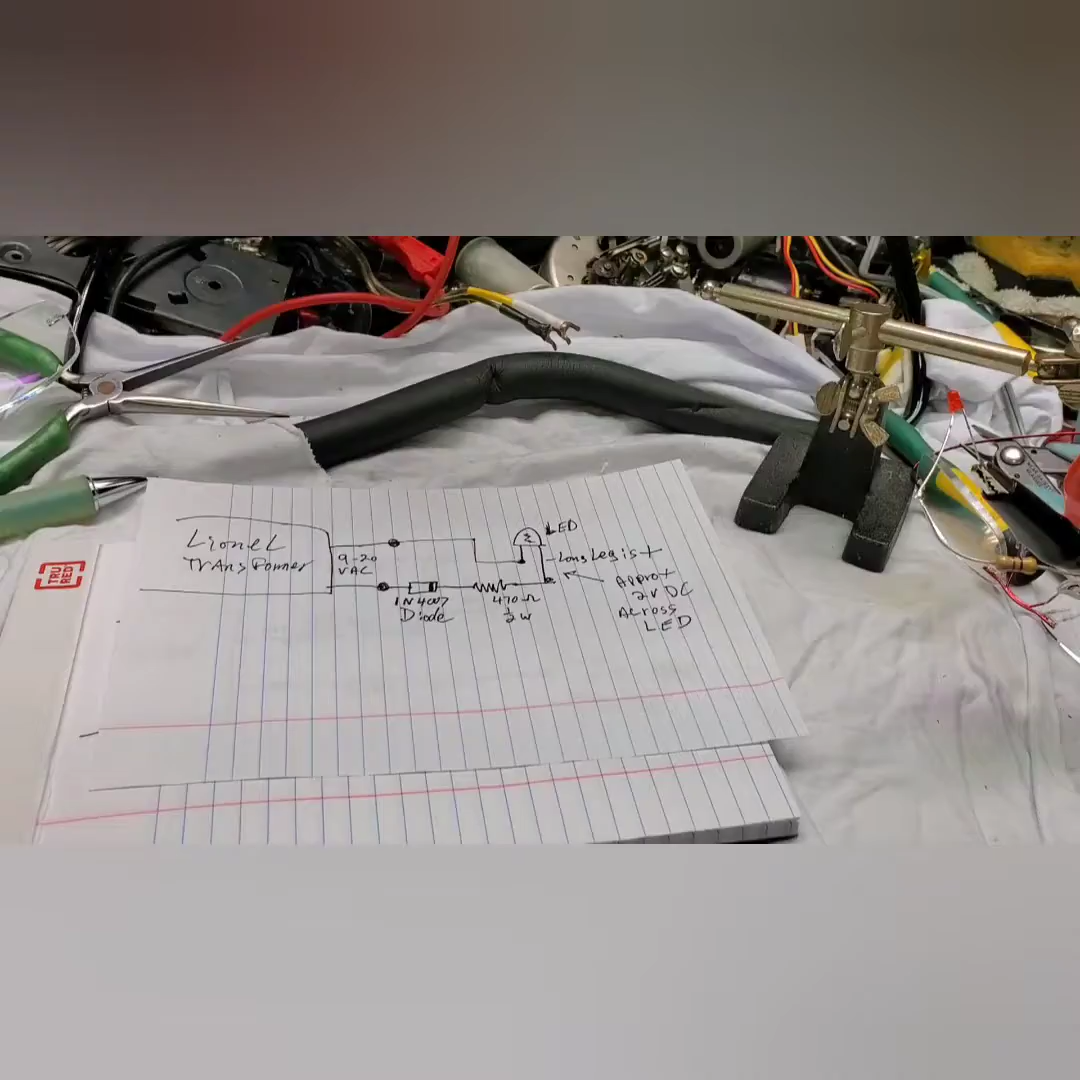 Lionel
Transformer
9-20
VAC
LED
-Long Leg is +
1N4007
Diode
470Ω
1/2 W
Approx
2V DC
Across
LED
TRU
RED